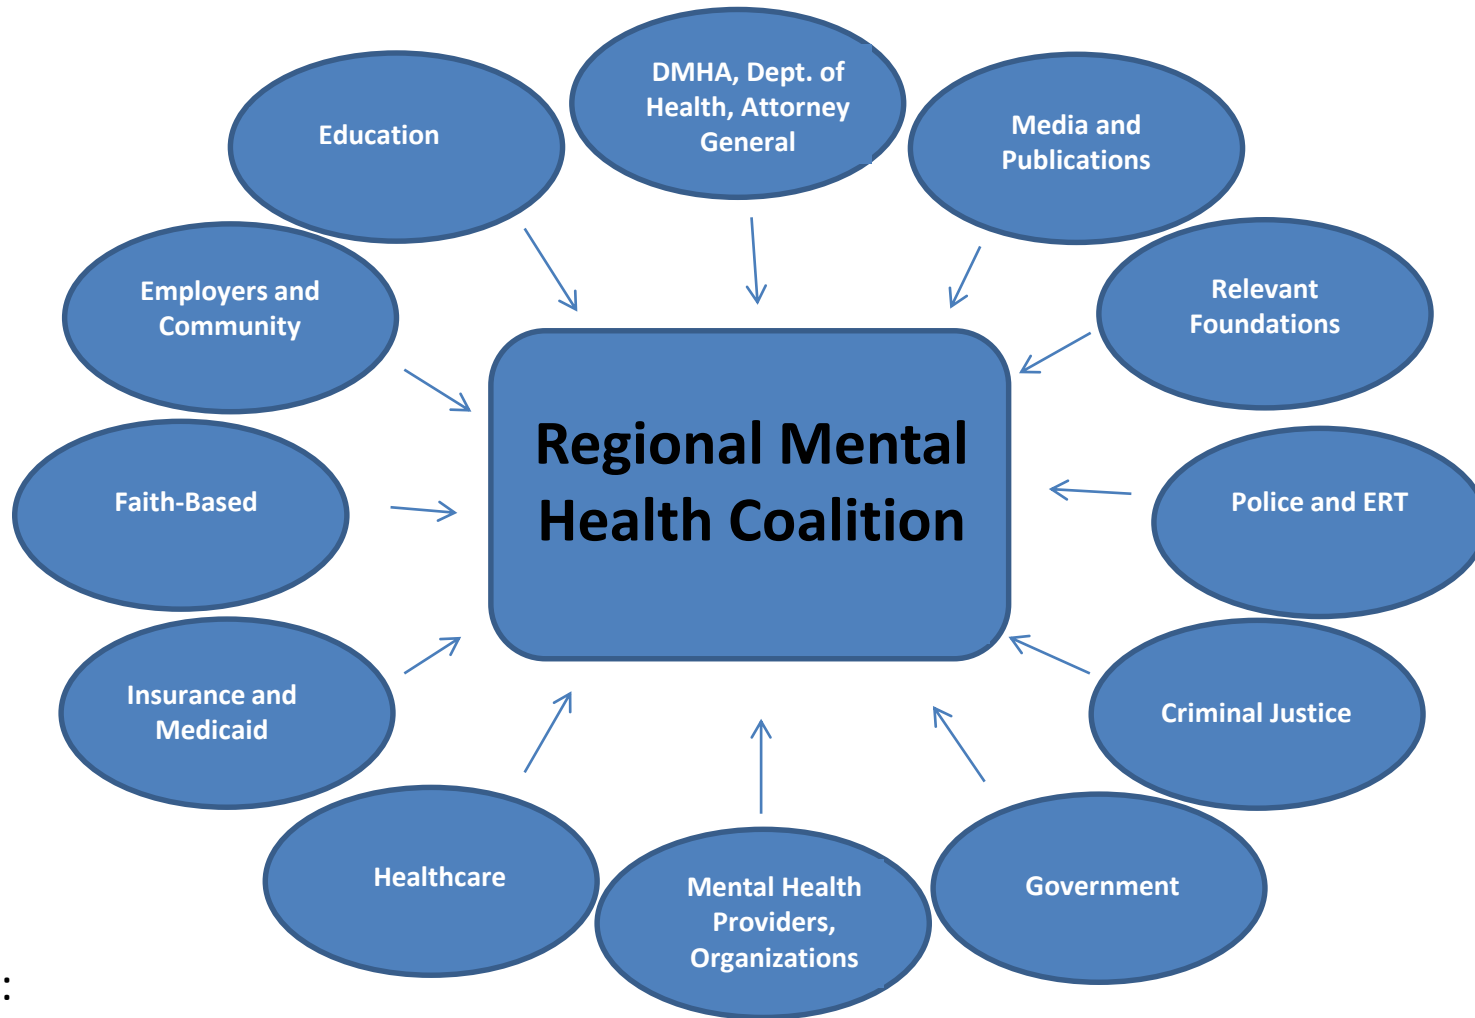 DMHA, Dept. of
Health, Attorney
General
Education
Media and
Publications
Employers and
Community
Relevant
Foundations
Regional Mental
Health Coalition
Faith-Based
Police and ERT
Insurance and
Medicaid
Criminal Justice
Healthcare
Mental Health
Providers,
Organizations
Government
: